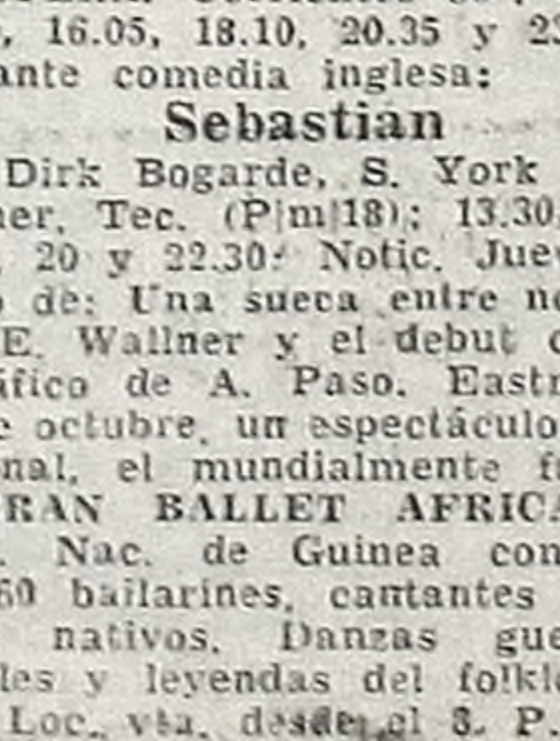 , 16.05, 18.10, 20.35 y 2
ante comedia inglesa:
Sebastian
Dirk Bogarde, S. York
ner. Tec. (P|m|18); 13.30
20 y 22.30. Notic. Jue
o de: Una sueca entre n
E. Wallner y el debut
áfico de A. Paso. East
e octubre, un espectáculo
nal, el mundialmente f
RAN BALLET AFRIC
. Nac. de Guinea con
60 bailarines, cantantes
nativos. Danzas gue
les y leyendas del folkl
Loc. vta. desde el 3. P.